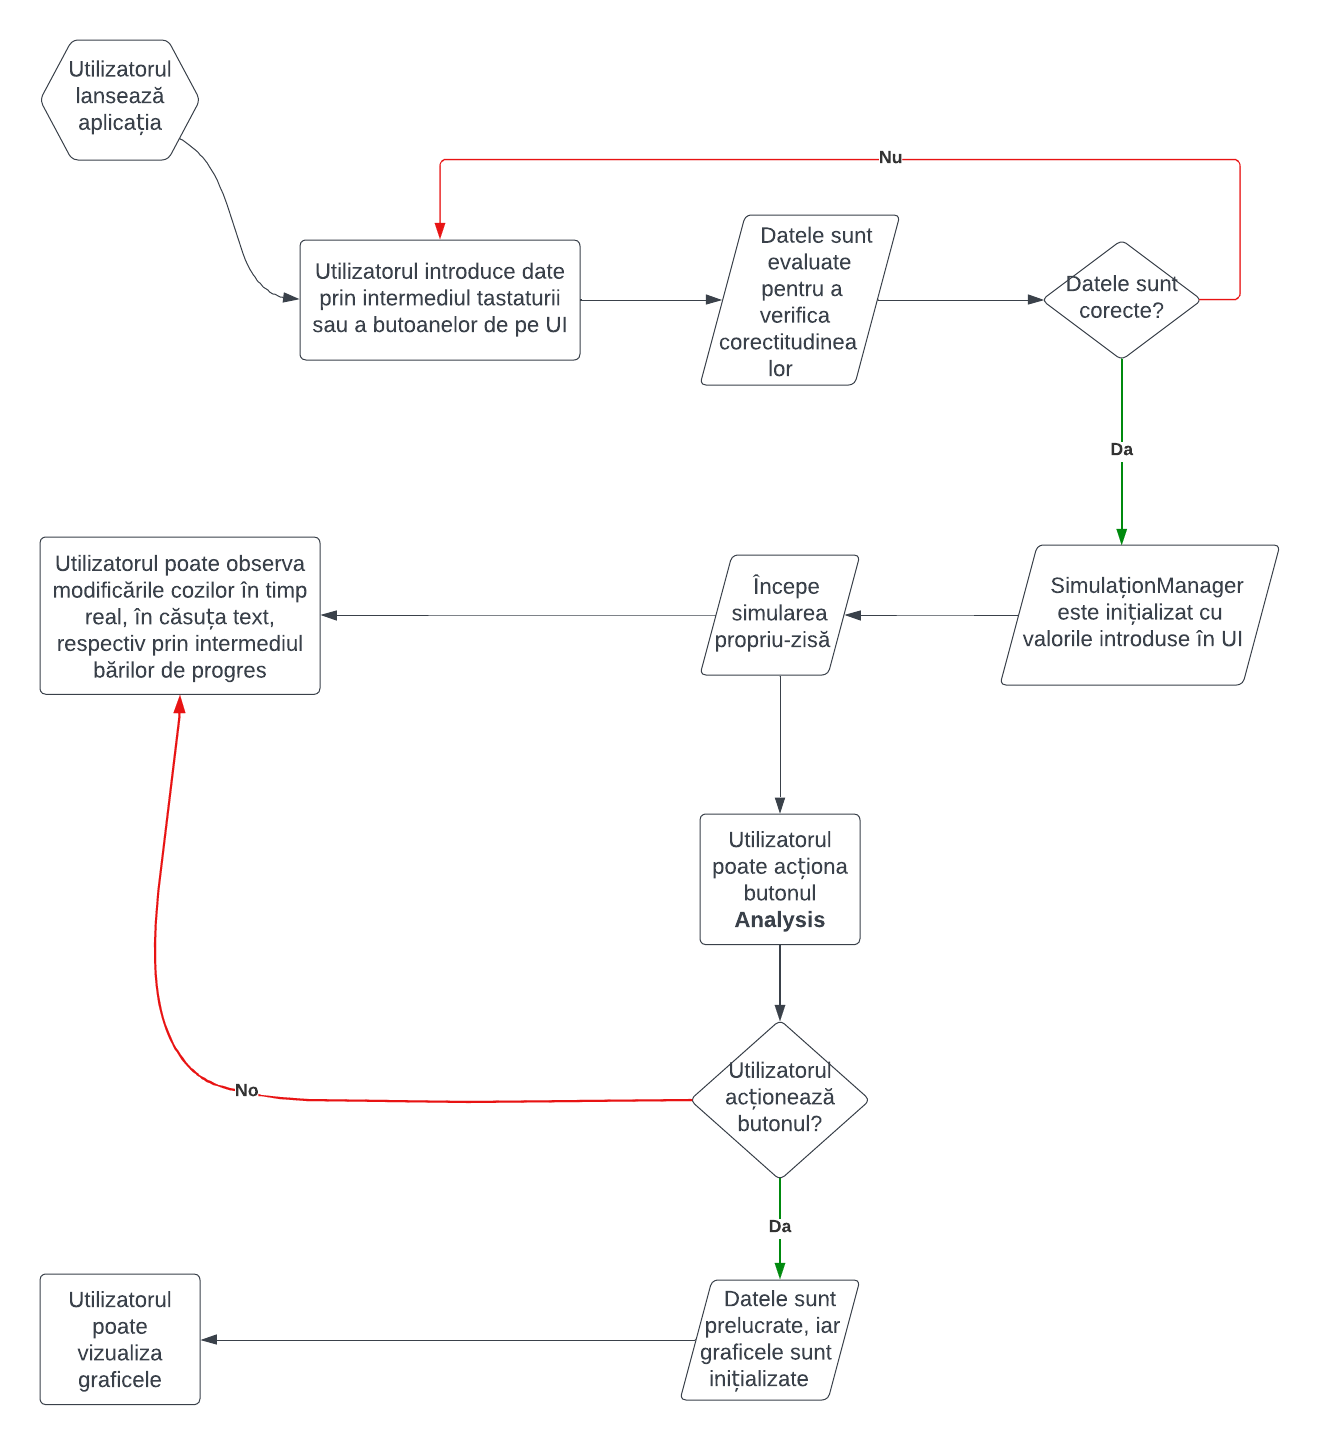 Utilizatorul
lansează
aplicația
Nu
Utilizatorul introduce date
prin intermediul tastaturii
sau a butoanelor de pe UI
Datele sunt
evaluate
pentru a
verifica
corectitudinea
lor
Datele sunt
corecte?
Da
Utilizatorul poate observa
modificările cozilor în timp
real, în căsuța text,
respectiv prin intermediul
bărilor de progres
Începe
simularea
propriu-zisă
SimulaționManager
este inițializat cu
valorile introduse în UI
Utilizatorul
poate acționa
butonul
Analysis
Utilizatorul
acționează
butonul?
No
Da
Utilizatorul
poate
vizualiza
graficele
Datele sunt
prelucrate, iar
graficele sunt
inițializate